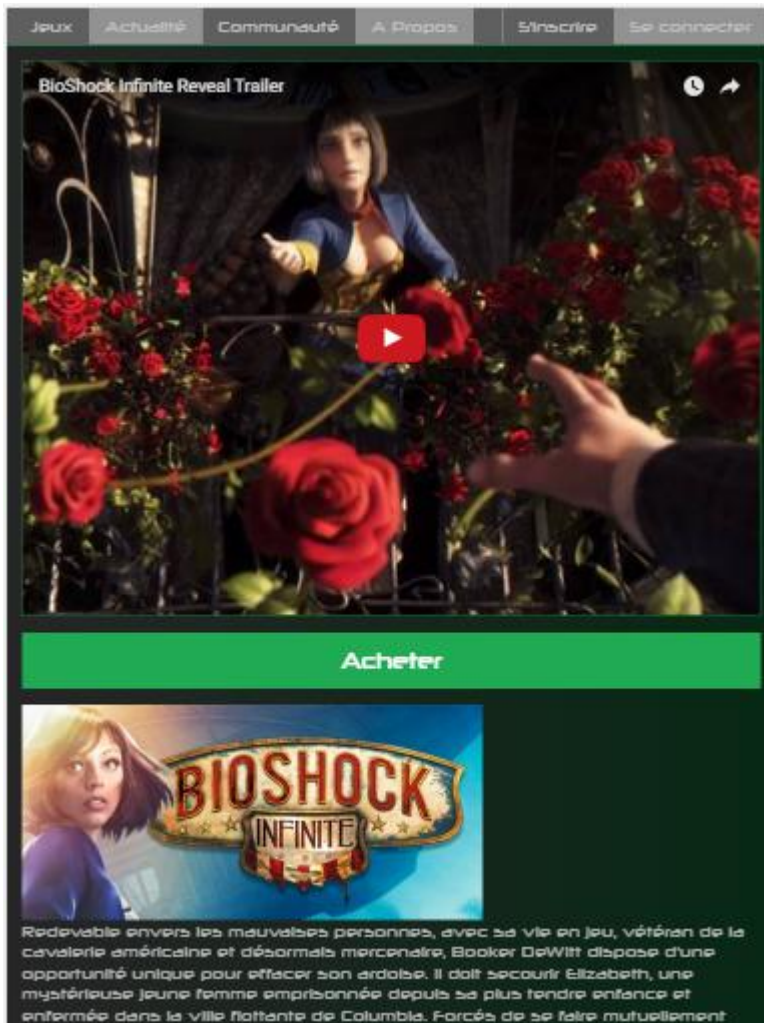 Jeux Actualité Communauté A Propos S'inscrire Se connecter
BioShock Infinite Reveal Trailer
Acheter
BIOSHOCK
INFINITE
Redevable envers les mauvaises personnes, avec sa vie en jeu, vétéran de la
cavalerie américaine et désormais mercenaire, Booker DeWitt dispose d'une
opportunité unique pour effacer son ardoise. Il doit secourir Elizabeth, une
mystérieuse jeune femme emprisonnée depuis sa plus tendre enfance et
enfermée dans la ville flottante de Columbia. Forcés de se faire mutuellement